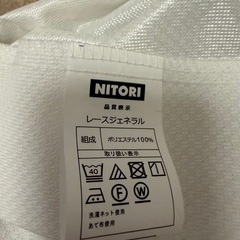 NITORI
品質表示
レースジェネラル
組成 ポリエステル100%
取り扱い表示
40
F W
洗濯ネット使用
あて布使用